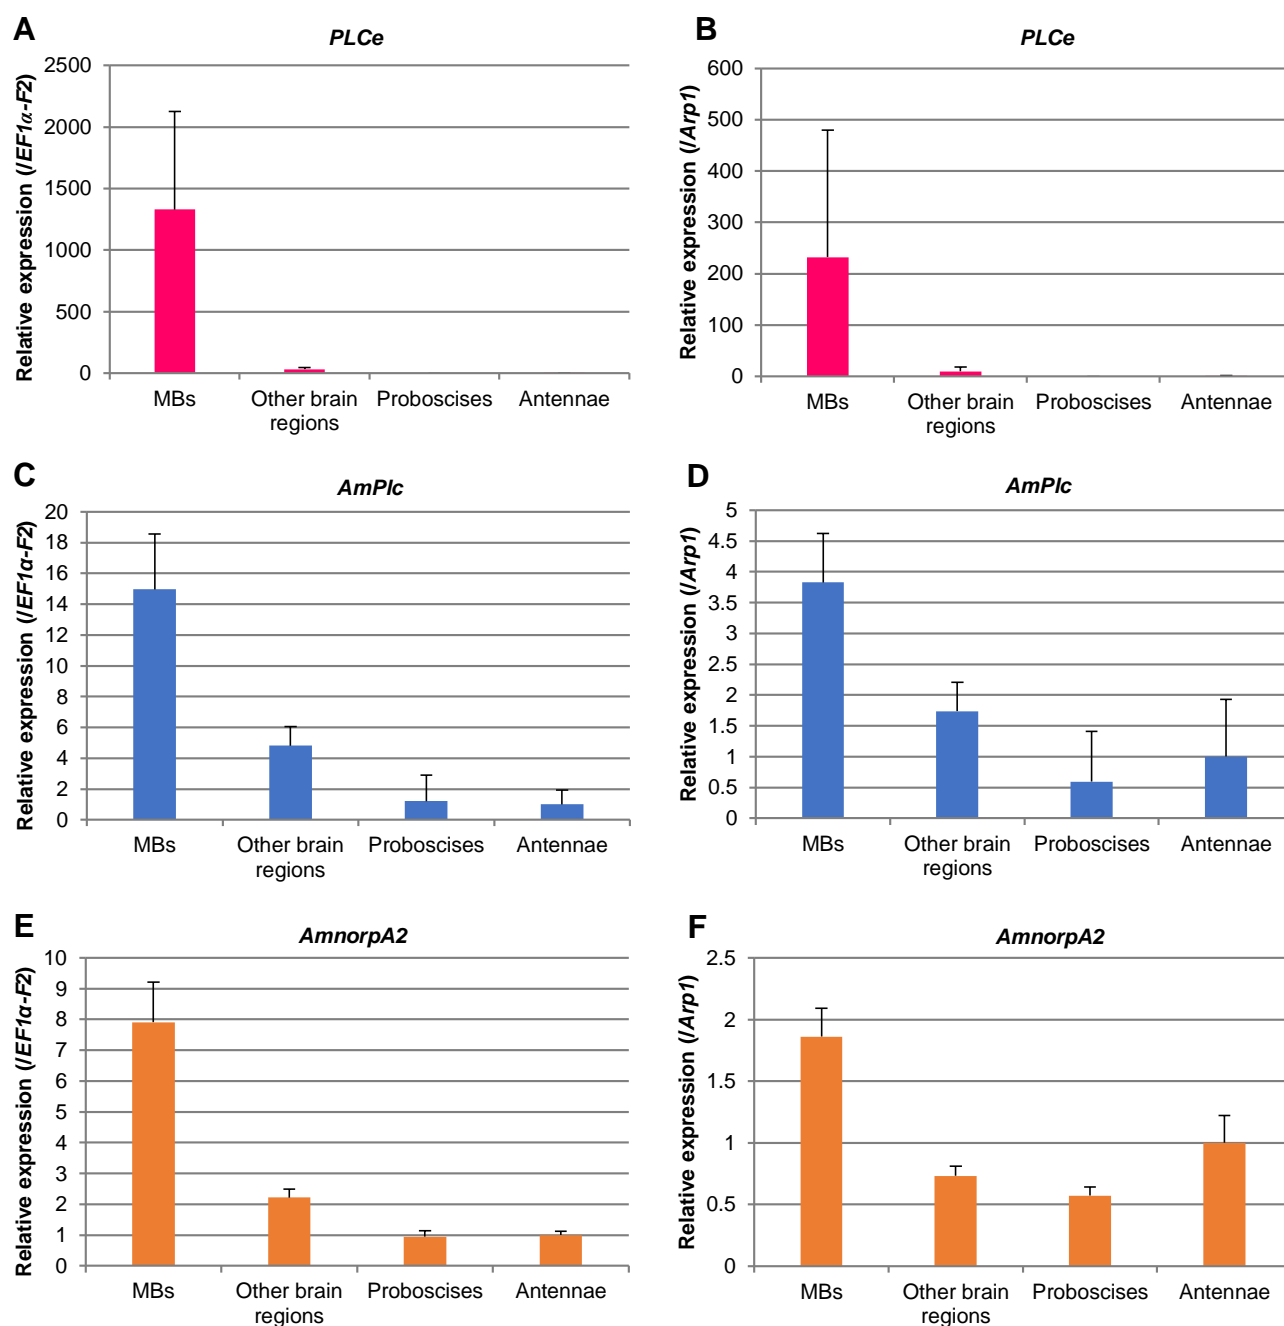 A
PLCe
Relative expression (/EF1α-F2)
2500
2000
1500
1000
500
0
MBs
Other brain
regions
Proboscises
Antennae
B
PLCe
Relative expression (/Arp1)
600
500
400
300
200
100
0
MBs
Other brain
regions
Proboscises
Antennae
C
AmPlc
Relative expression (/EF1α-F2)
20
18
16
14
12
10
8
6
4
2
0
MBs
Other brain
regions
Proboscises
Antennae
D
AmPlc
Relative expression (/Arp1)
5
4.5
4
3.5
3
2.5
2
1.5
1
0.5
0
MBs
Other brain
regions
Proboscises
Antennae
E
AmnorpA2
Relative expression (/EF1α-F2)
10
9
8
7
6
5
4
3
2
1
0
MBs
Other brain
regions
Proboscises
Antennae
F
AmnorpA2
Relative expression (/Arp1)
2.5
2
1.5
1
0.5
0
MBs
Other brain
regions
Proboscises
Antennae